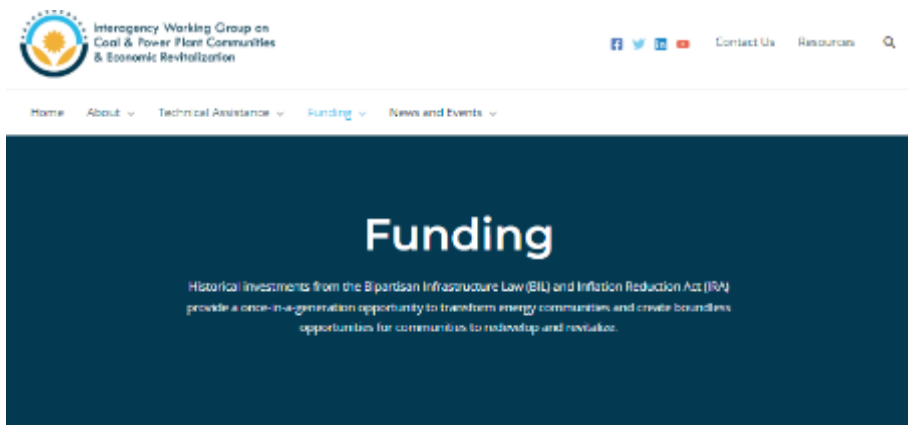 Interagency Working Group on
Coal & Power Plant Communities
& Economic Revitalization
Contact Us Resources
Home About Technical Assistance Funding News and Events
Funding
Historical investments from the Bipartisan Infrastructure Law (BIL) and Inflation Reduction Act (IRA)
provide a once-in-a-generation opportunity to transform energy communities and create boundless
opportunities for communities to redevelop and revitalize.